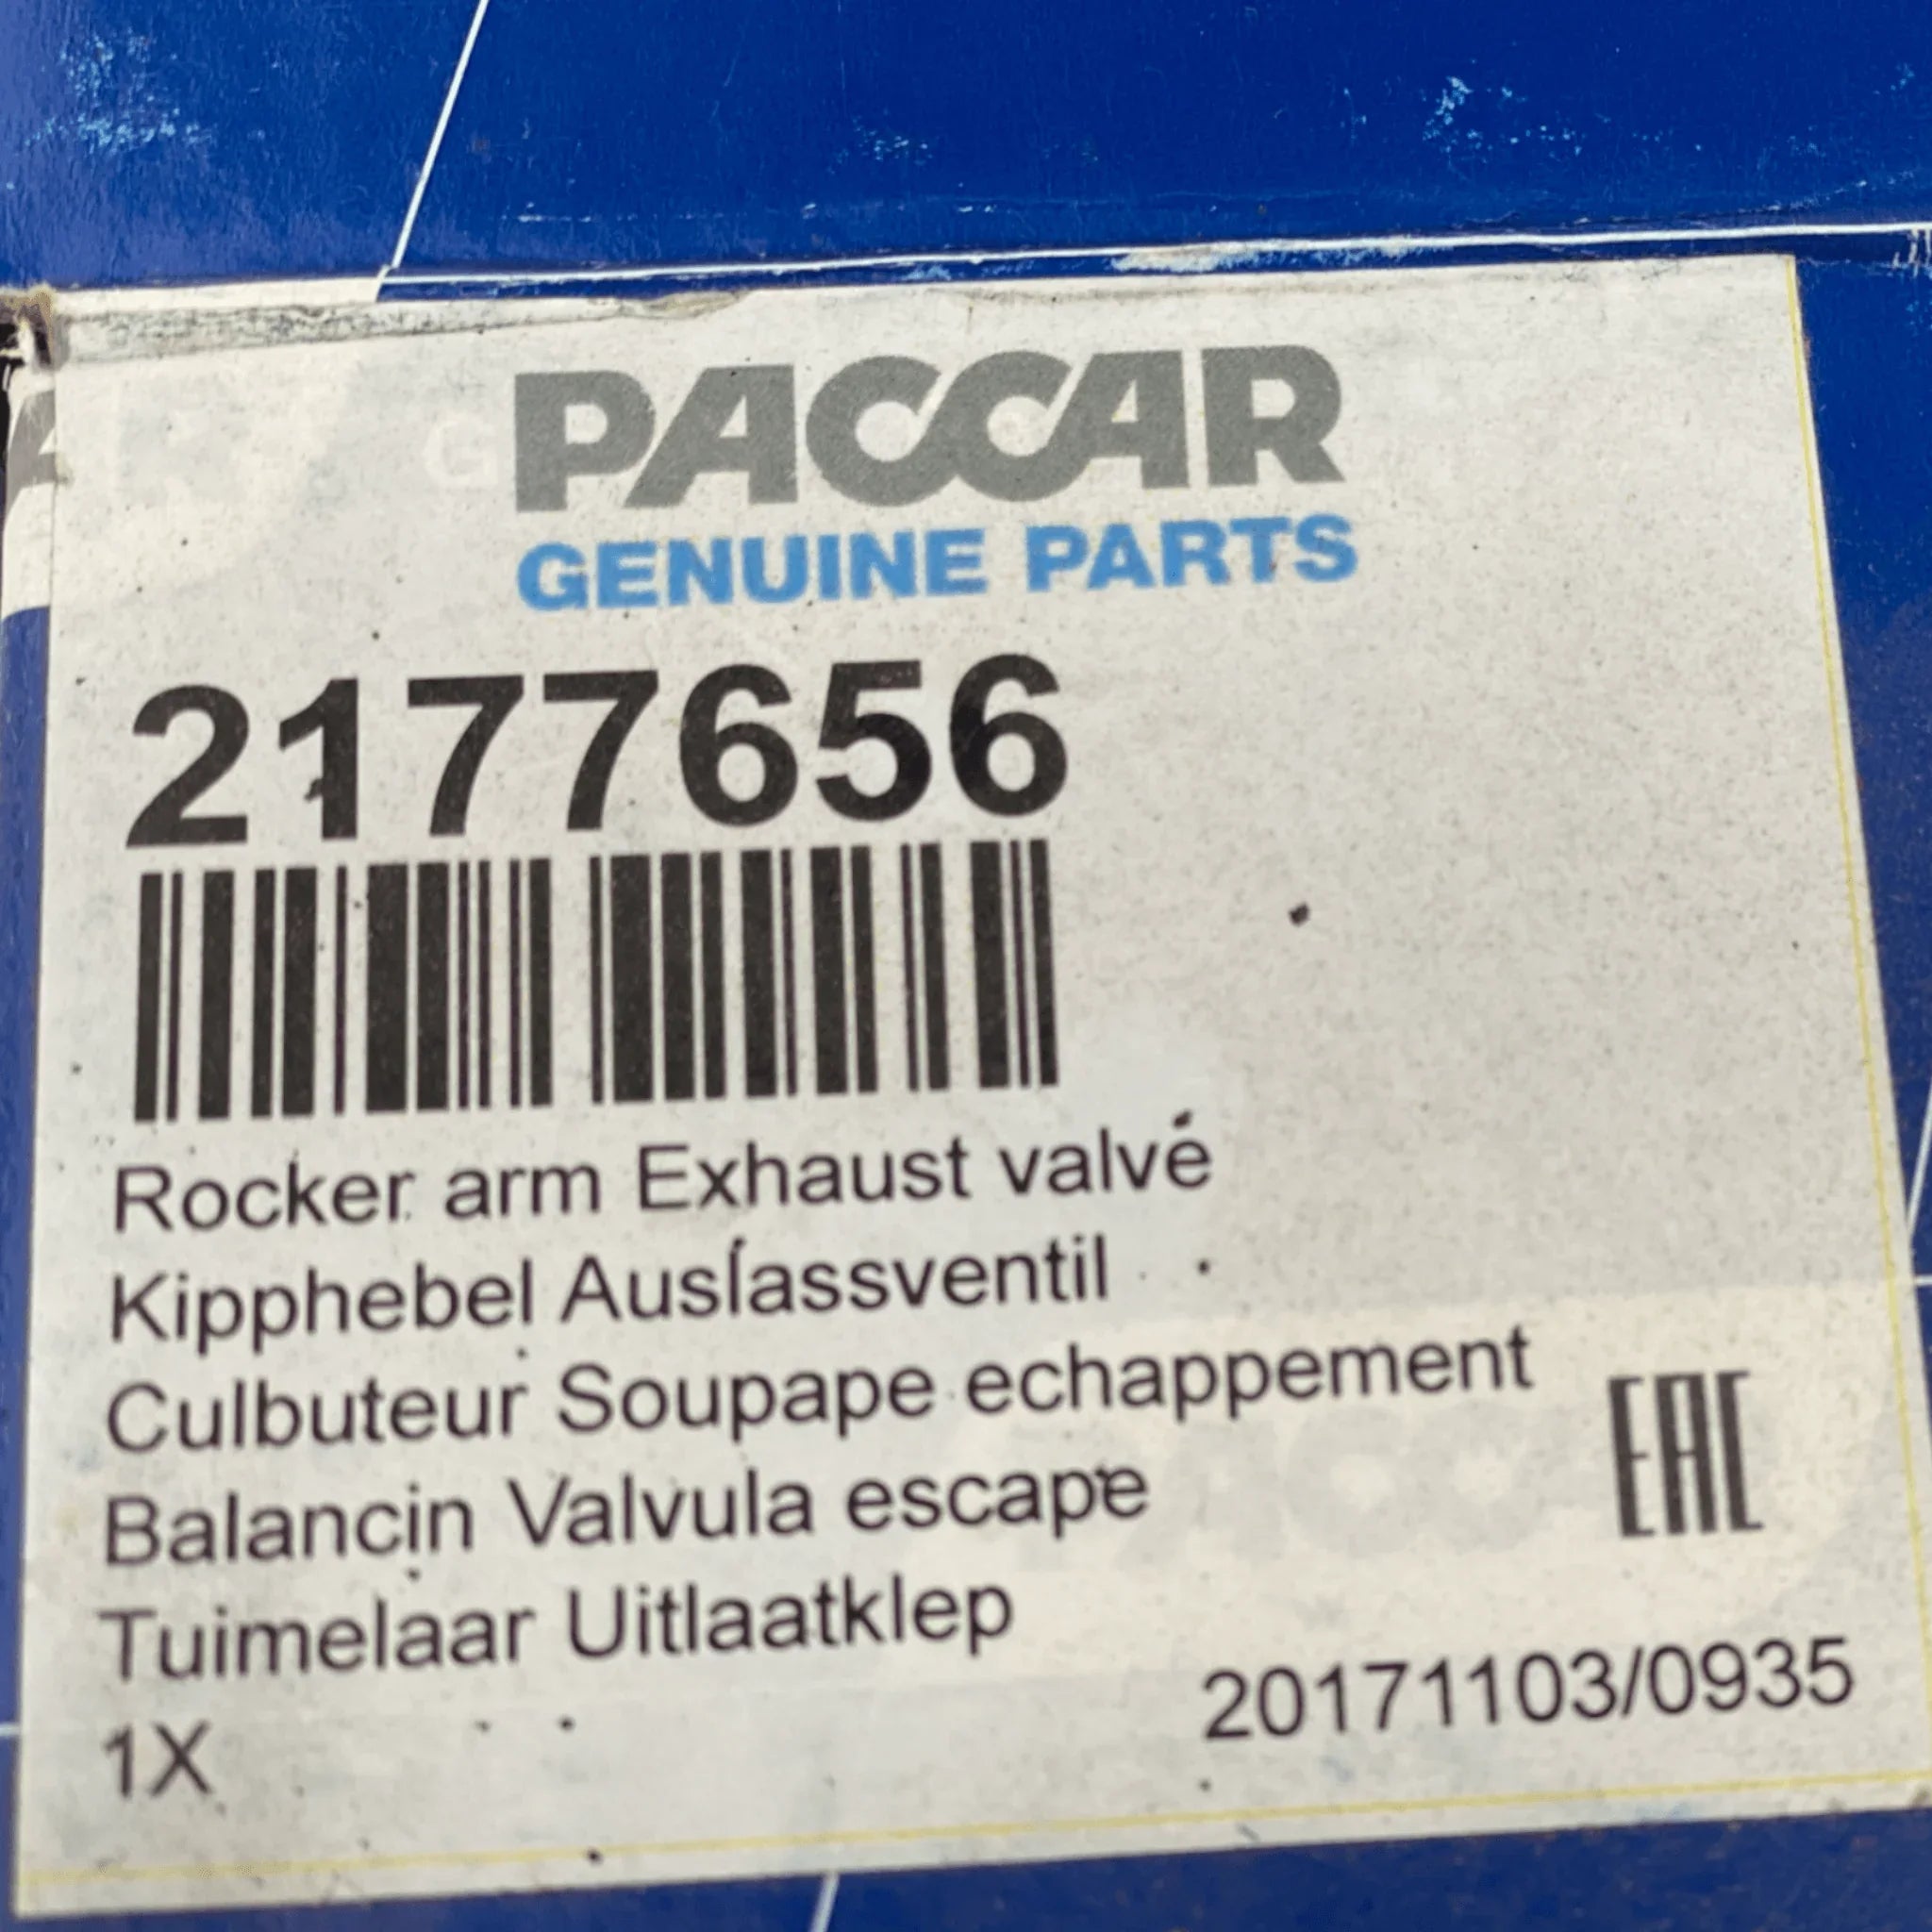 PACCAR
GENUINE PARTS
2177656
Rocker arm Exhaust valve
Kipphebel Auslassventil
Culbuteur Soupape echappement
Balancin Valvula escape
EAC
Tuimelaar Uitlaatklep
20171103/0935
1X